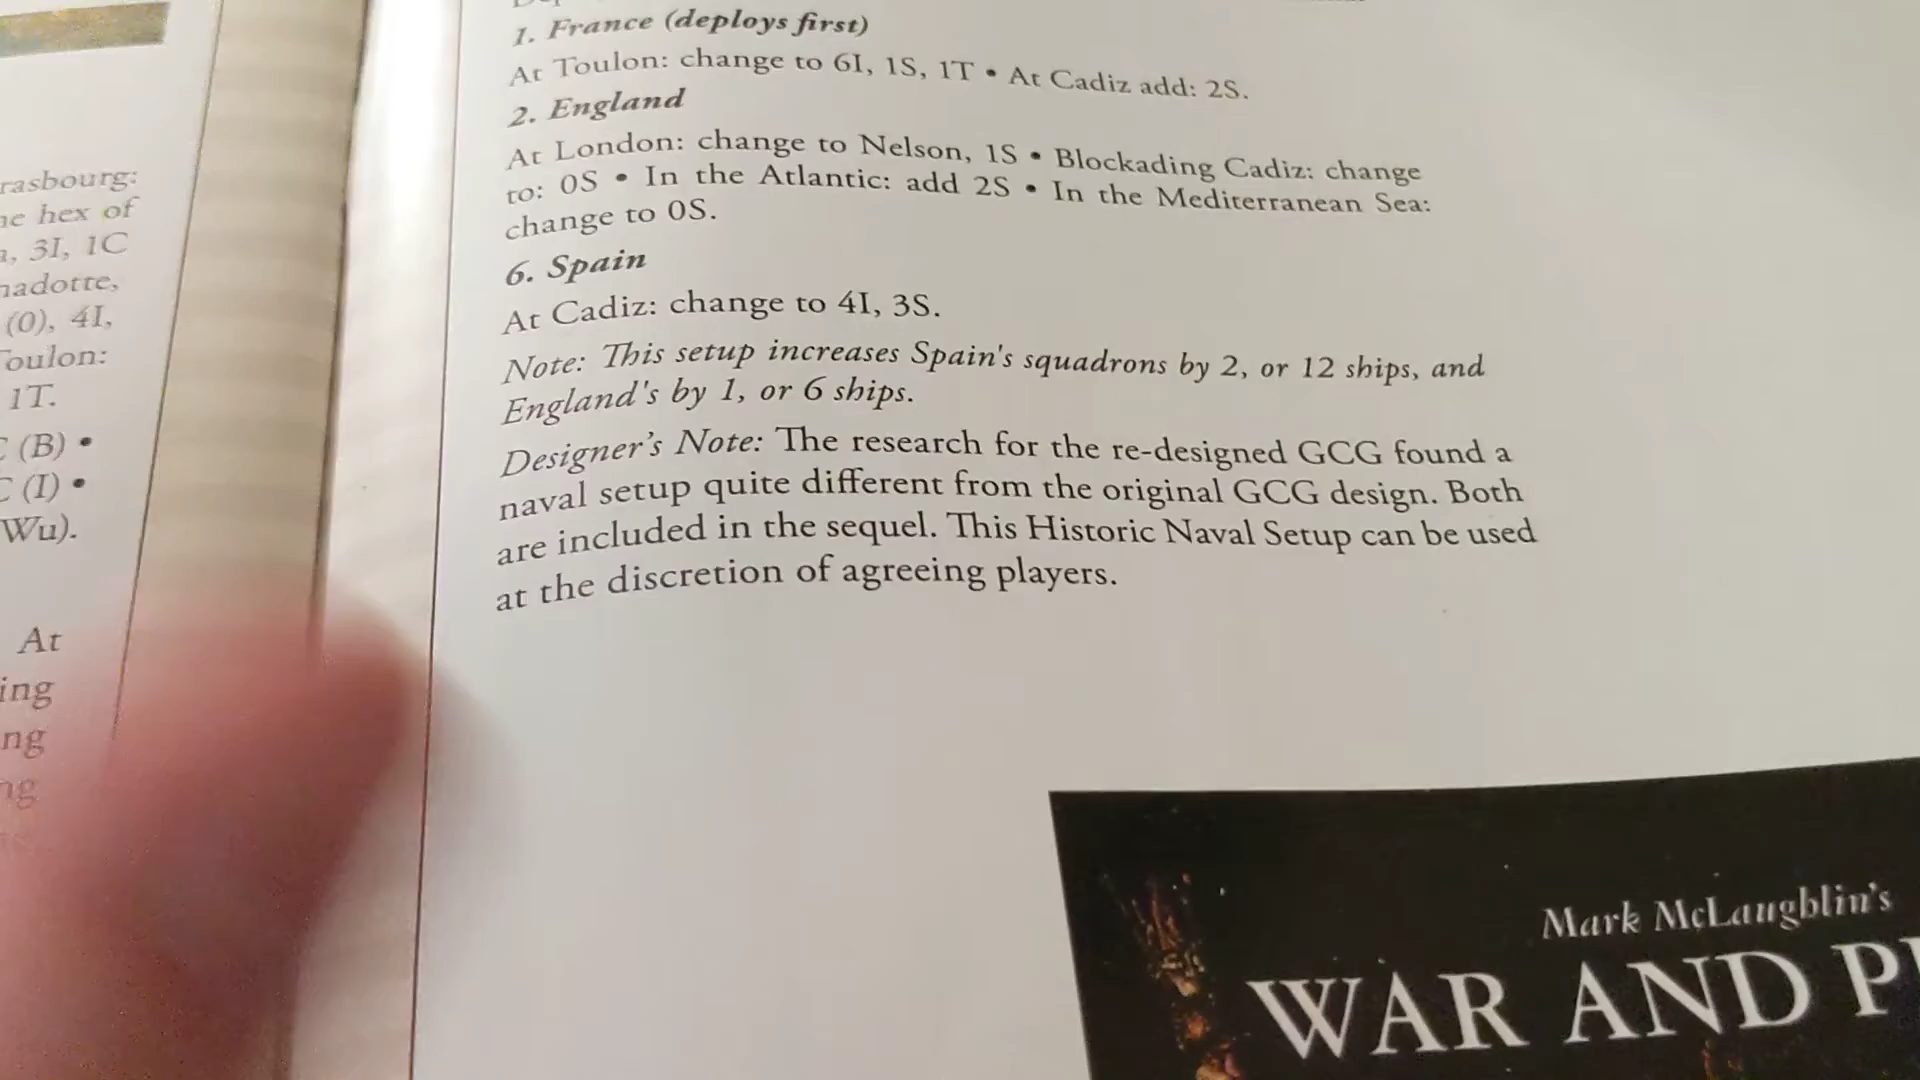 rasbourg:
hex of
3I, 1C
(0), 4I,
1T.
(B) •
(I) •
Wu).
At
1. France (deploys first)
At Toulon: change to 6I, 1S, 1T • At Cadiz add: 2S.
2. England
At London: change to Nelson, 1S • Blockading Cadiz: change
to: 0S • In the Atlantic: add 2S • In the Mediterranean Sea:
change to 0S.
6. Spain
At Cadiz: change to 4I, 3S.
Note: This setup increases Spain's squadrons by 2, or 12 ships, and
England's by 1, or 6 ships.
Designer's Note: The research for the re-designed GCG found a
naval setup quite different from the original GCG design. Both
are included in the sequel. This Historic Naval Setup can be used
at the discretion of agreeing players.
Mark McLaughlin's
WAR AND P